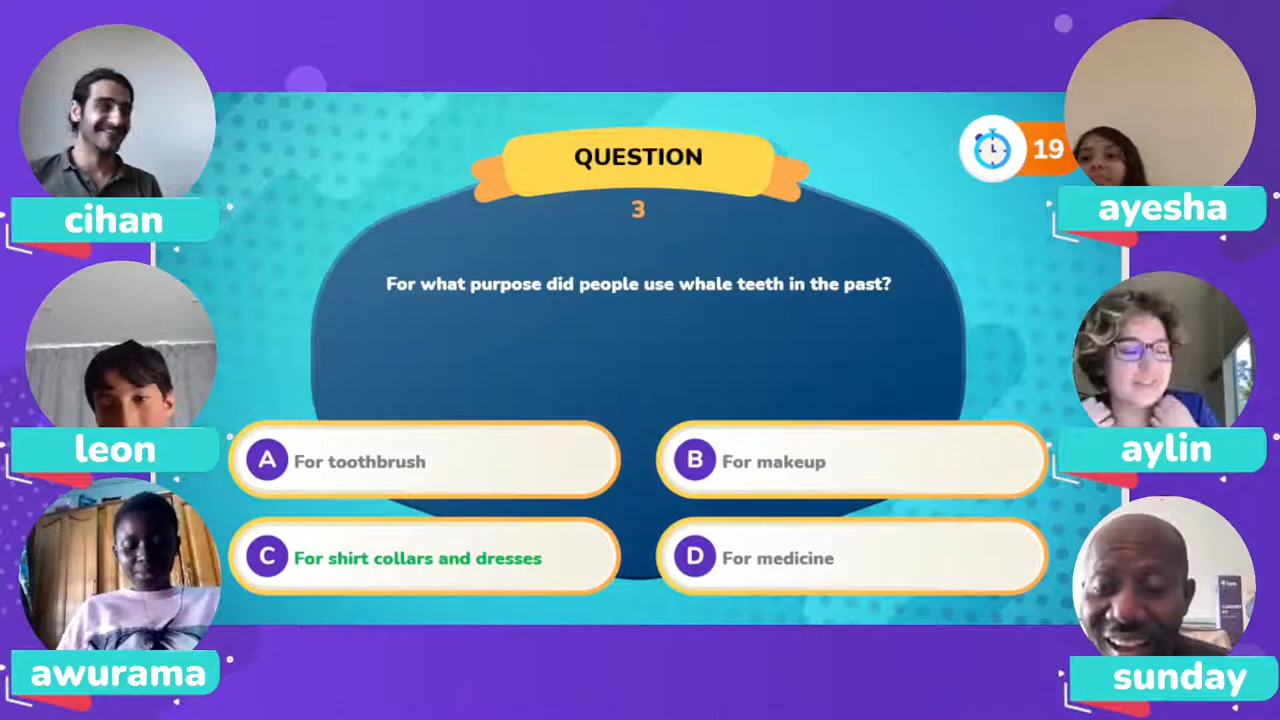 QUESTION
3
19
For what purpose did people use whale teeth in the past?
A For toothbrush
B For makeup
C For shirt collars and dresses
D For medicine
cihan
leon
awurama
ayesha
aylin
sunday